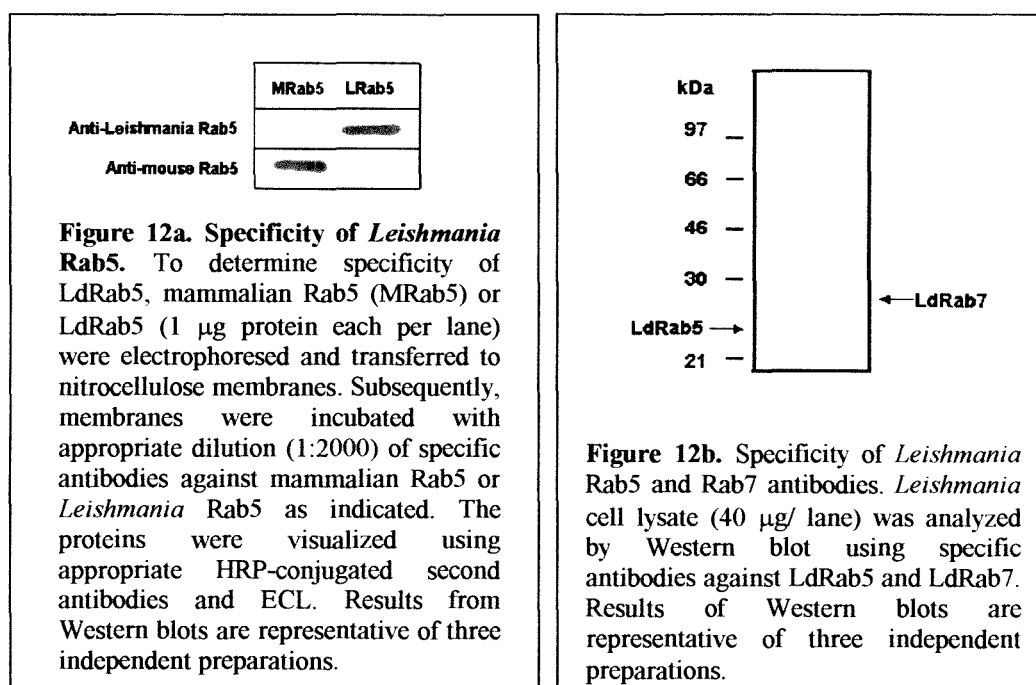 MRab5 LRab5
Anti-Leishmania Rab5
Anti-mouse Rab5
Figure 12a. Specificity of Leishmania
Rab5. To determine specificity of
LdRab5, mammalian Rab5 (MRab5) or
LdRab5 (1 μg protein each per lane)
were electrophoresed and transferred to
nitrocellulose membranes. Subsequently,
membranes were incubated with
appropriate dilution (1:2000) of specific
antibodies against mammalian Rab5 or
Leishmania Rab5 as indicated. The
proteins were visualized using
appropriate HRP-conjugated second
antibodies and ECL. Results from
Western blots are representative of three
independent preparations.
kDa
97
66
46
30
LdRab7
LdRab5
21
Figure 12b. Specificity of Leishmania
Rab5 and Rab7 antibodies. Leishmania
cell lysate (40 μg/ lane) was analyzed
by Western blot using specific
antibodies against LdRab5 and LdRab7.
Results of Western blots are
representative of three independent
preparations.